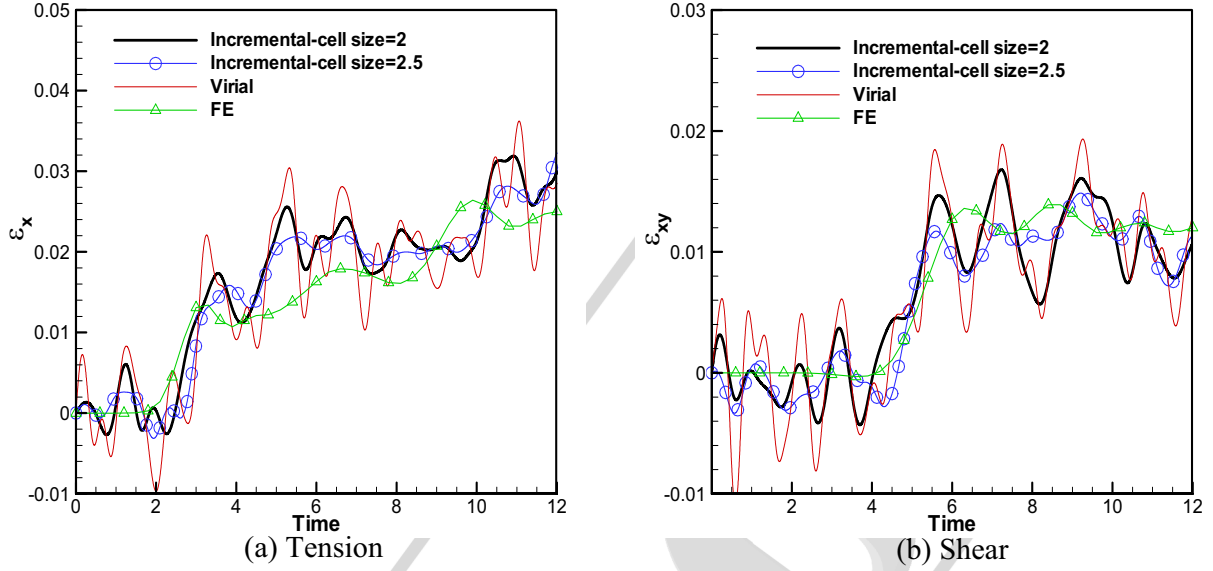 0.05
0.04
0.03
0.02
0.01
0
-0.01
εx
Incremental-cell size=2
Incremental-cell size=2.5
Virial
FE
0 2 4 6 8 10 12
Time
(a) Tension
0.03
0.02
0.01
0
-0.01
εxy
Incremental-cell size=2
Incremental-cell size=2.5
Virial
FE
2 4 6 8 10 12
Time
(b) Shear